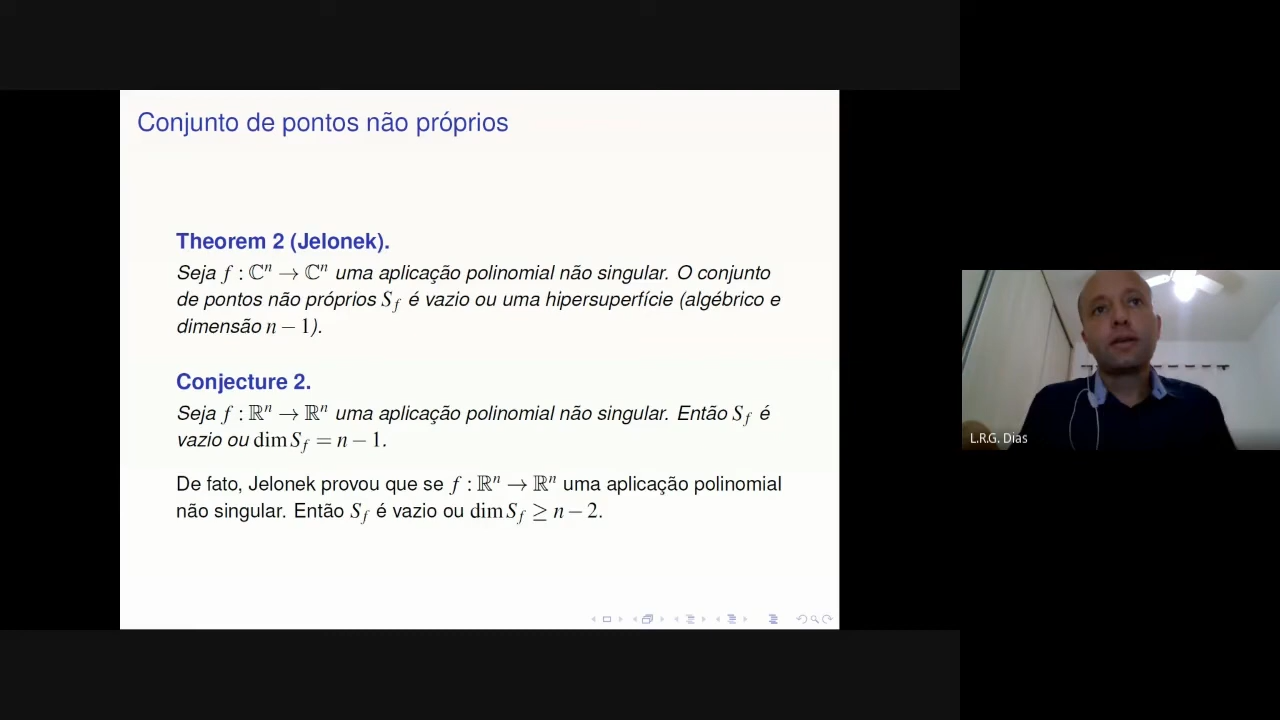 Conjunto de pontos não próprios
Theorem 2 (Jelonek).
Seja f : ℂⁿ → ℂⁿ uma aplicação polinomial não singular. O conjunto
de pontos não próprios S_f é vazio ou uma hipersuperfície (algébrico e
dimensão n − 1).
Conjecture 2.
Seja f : ℝⁿ → ℝⁿ uma aplicação polinomial não singular. Então S_f é
vazio ou dim S_f = n − 1.
De fato, Jelonek provou que se f : ℝⁿ → ℝⁿ uma aplicação polinomial
não singular. Então S_f é vazio ou dim S_f ≥ n − 2.
L.R.G. Dias